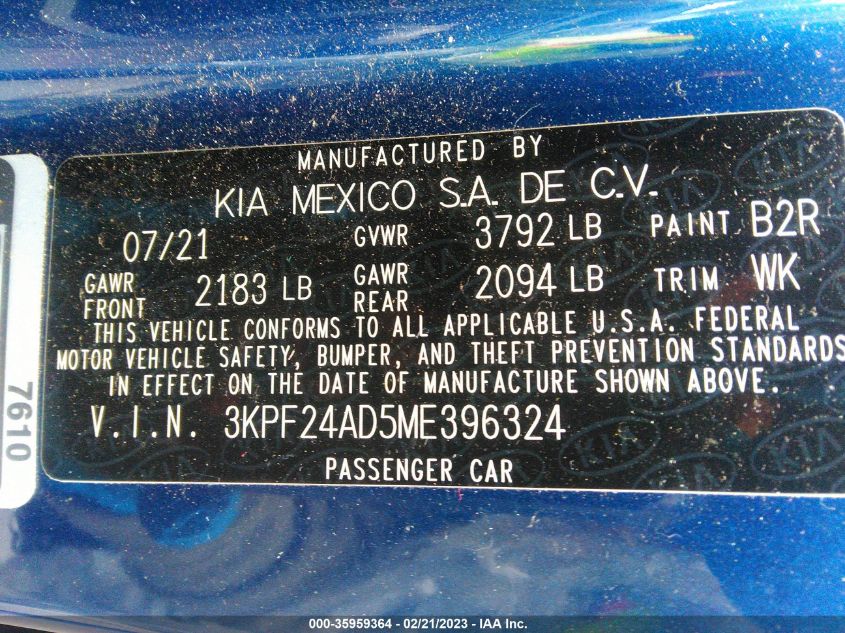 MANUFACTURED BY
KIA MEXICO S.A. DE C.V.
07/21 GVWR 3792 LB PAINT B2R
GAWR FRONT 2183 LB GAWR REAR 2094 LB TRIM WK
THIS VEHICLE CONFORMS TO ALL APPLICABLE U.S.A. FEDERAL
MOTOR VEHICLE SAFETY, BUMPER, AND THEFT PREVENTION STANDARDS
IN EFFECT ON THE DATE OF MANUFACTURE SHOWN ABOVE.
V.I.N. 3KPF24AD5ME396324
PASSENGER CAR
7610
000-35959364 - 02/21/2023 - IAA Inc.